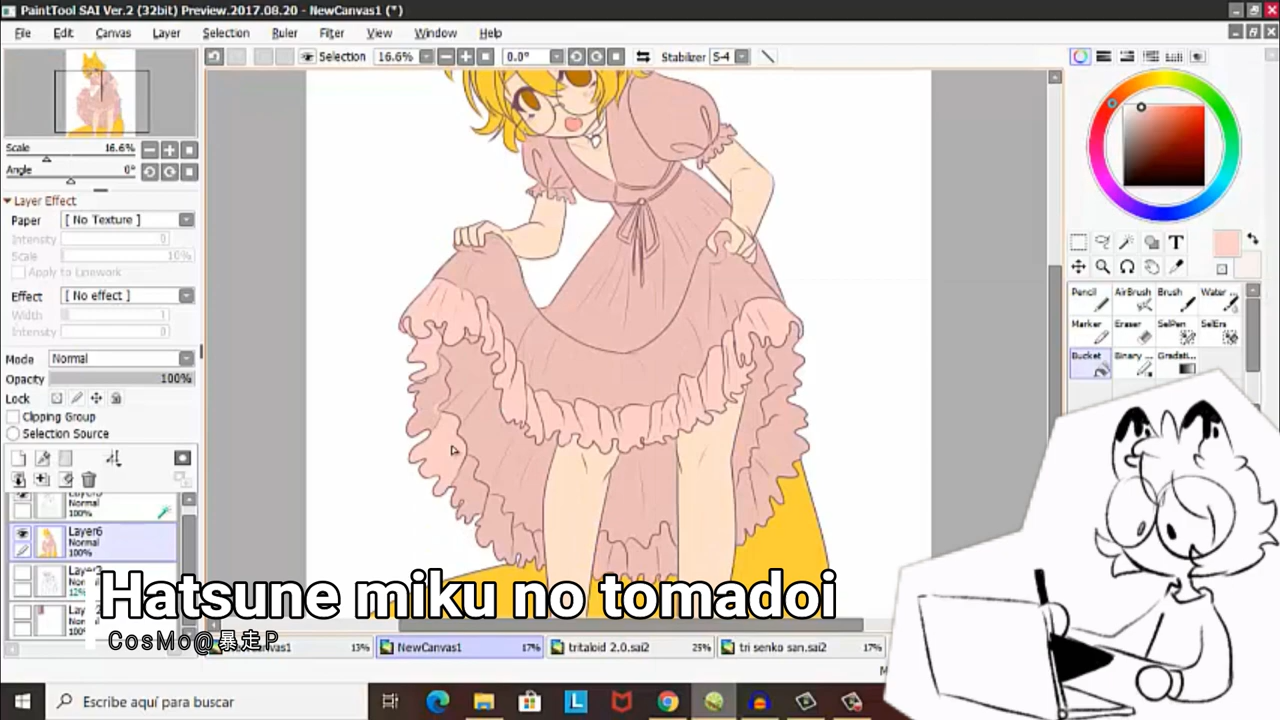 PaintTool SAI Ver.2 (32bit) Preview.2017.08.20 - NewCanvas1 (*)
File Edit Canvas Layer Selection Ruler Filter View Window Help
Selection 16.6% 0.0° Stabilizer S-4
Scale 16.6%
Angle 0°
Layer Effect
Paper [ No Texture ]
Intensity 0
Scale 10%
Apply to Linework
Effect [ No effect ]
Width 1
Intensity 0
Mode Normal
Opacity 100%
Lock
Clipping Group
Selection Source
Normal
100%
Layer6
Normal
100%
T
Pencil AirBrush Brush Water ...
Marker Eraser SelPen SelErs
Bucket Binary ... Gradati...
Hatsune miku no tomadoi
CosMo@暴走P
13% NewCanvas1 17% tritaloid 2.0.sai2 25% tri senko san.sai2 17%
Escribe aquí para buscar